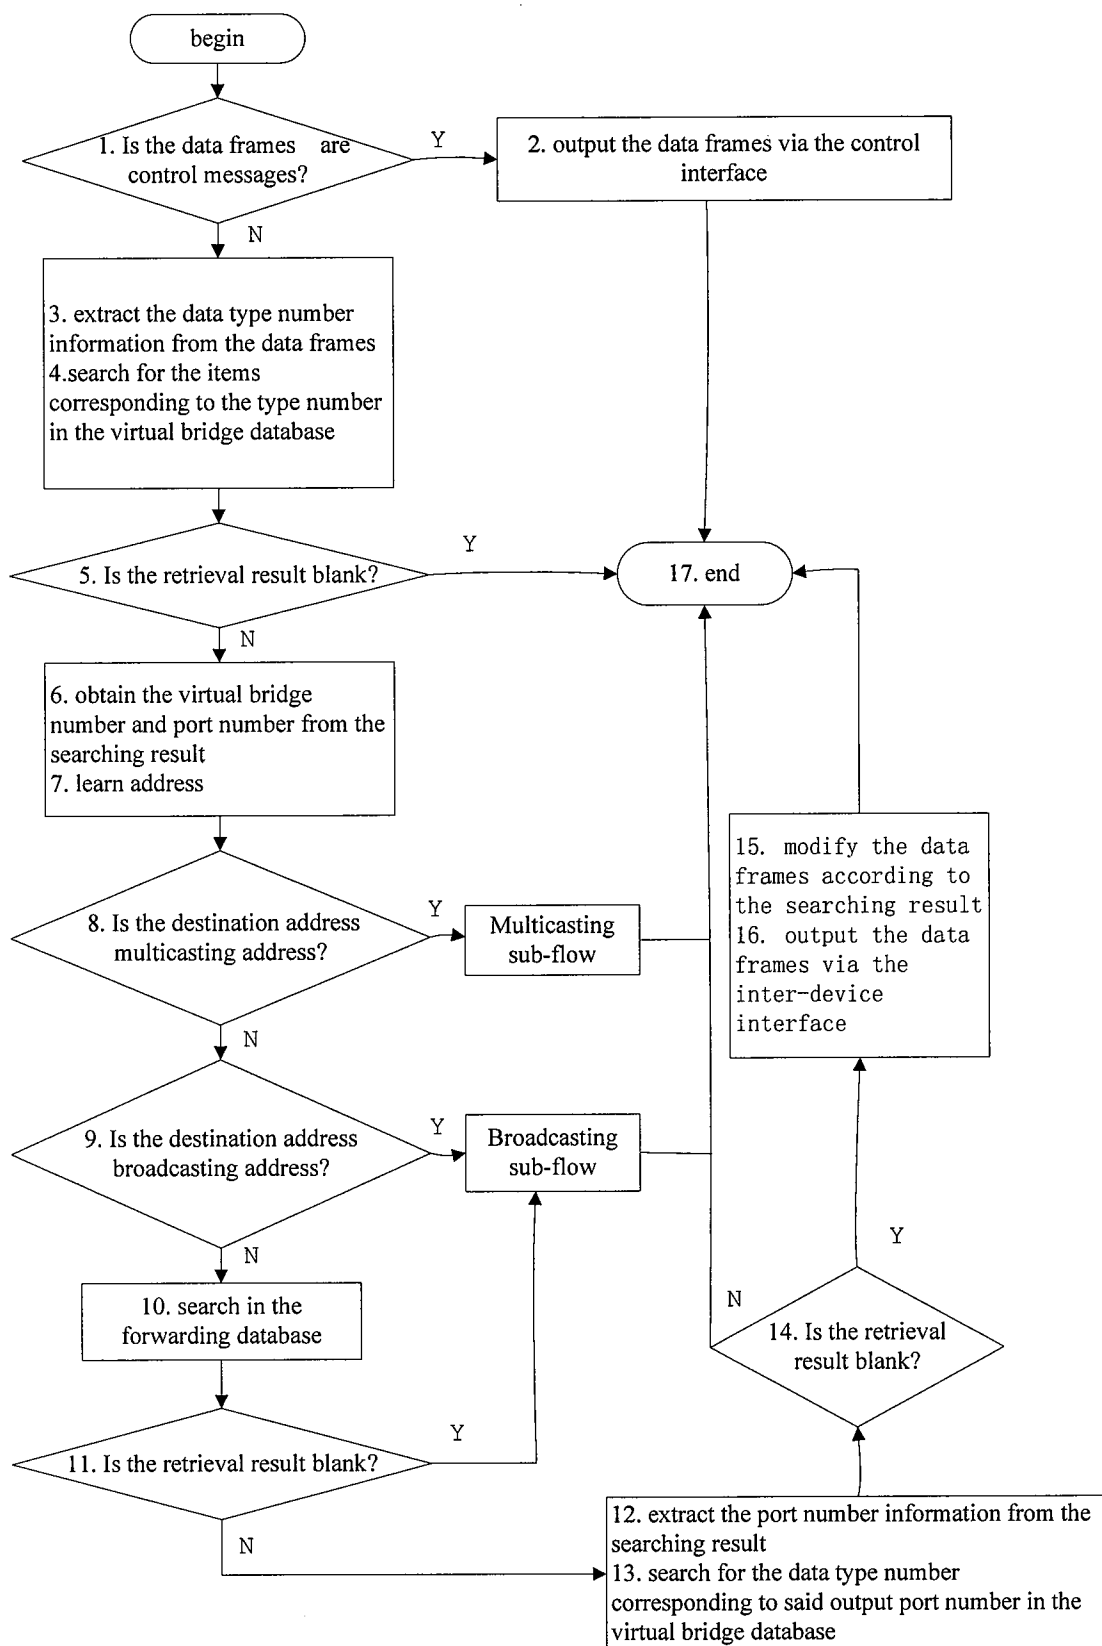 begin
1. Is the data frames are
control messages?
Y
2. output the data frames via the control
interface
N
3. extract the data type number
information from the data frames
4.search for the items
corresponding to the type number
in the virtual bridge database
5. Is the retrieval result blank?
Y
17. end
N
6. obtain the virtual bridge
number and port number from the
searching result
7. learn address
8. Is the destination address
multicasting address?
Y
Multicasting
sub-flow
15. modify the data
frames according to
the searching result
16. output the data
frames via the
inter-device
interface
N
9. Is the destination address
broadcasting address?
Y
Broadcasting
sub-flow
Y
N
10. search in the
forwarding database
N
14. Is the retrieval
result blank?
11. Is the retrieval result blank?
Y
N
12. extract the port number information from the
searching result
13. search for the data type number
corresponding to said output port number in the
virtual bridge database